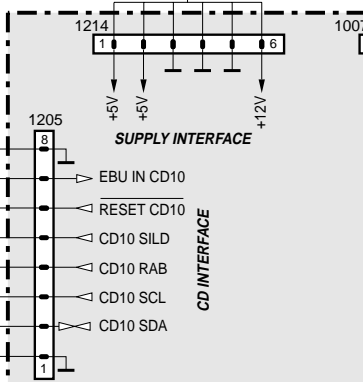 1214
1007
1 6
+5V +5V +12V
SUPPLY INTERFACE
1205
8
EBU IN CD10
RESET CD10
CD10 SILD
CD10 RAB
CD10 SCL
CD10 SDA
1
CD INTERFACE